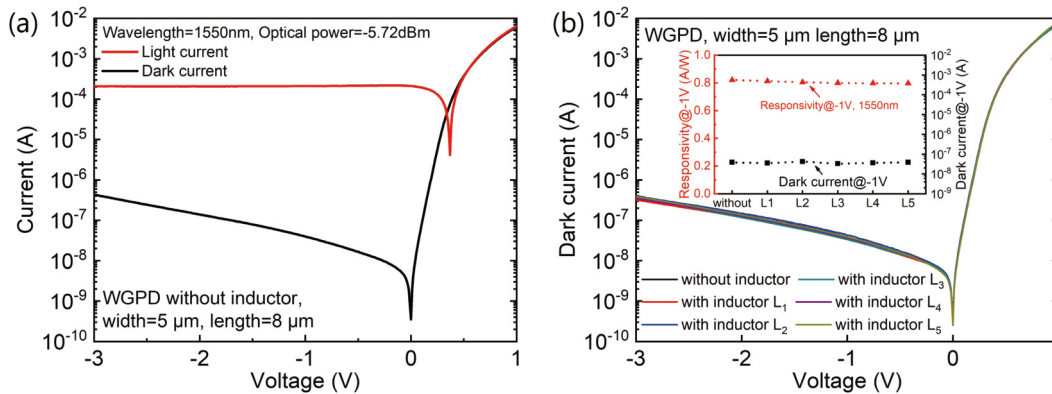 (a)
Wavelength=1550nm, Optical power=-5.72dBm
Light current
Dark current
WGPD without inductor,
width=5 μm, length=8 μm
Current (A)
10⁻²
10⁻³
10⁻⁴
10⁻⁵
10⁻⁶
10⁻⁷
10⁻⁸
10⁻⁹
10⁻¹⁰
-3
-2
-1
0
1
Voltage (V)
(b)
WGPD, width=5 μm length=8 μm
Dark current (A)
10⁻²
10⁻³
10⁻⁴
10⁻⁵
10⁻⁶
10⁻⁷
10⁻⁸
10⁻⁹
10⁻¹⁰
Responsivity@-1V (A/W)
1.0
0.8
0.6
0.4
0.2
0.0
Responsivity@-1V, 1550nm
Dark current@-1V
without L1 L2 L3 L4 L5
10⁻²
10⁻³
10⁻⁴
10⁻⁵
10⁻⁶
10⁻⁷
10⁻⁸
10⁻⁹
Dark current@-1V (A)
without inductor
with inductor L₁
with inductor L₂
with inductor L₃
with inductor L₄
with inductor L₅
-3
-2
-1
0
Voltage (V)